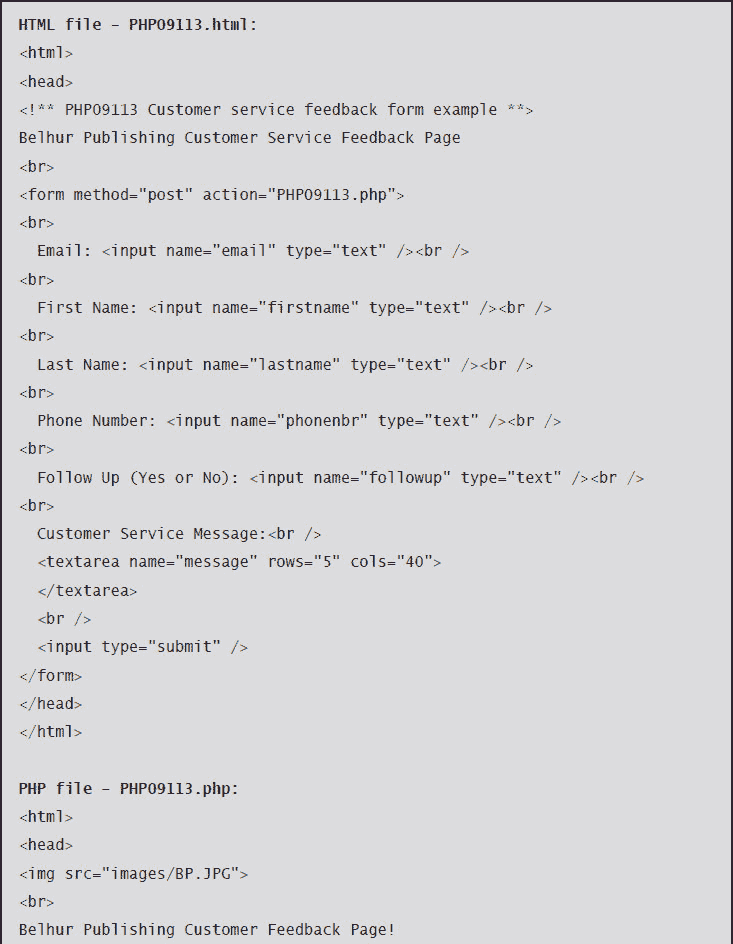 HTML file – PHP09113.html:
<html>
<head>
<!** PHP09113 Customer service feedback form example **>
Belhur Publishing Customer Service Feedback Page
<br>
<form method="post" action="PHP09113.php">
<br>
Email: <input name="email" type="text" /><br />
<br>
First Name: <input name="firstname" type="text" /><br />
<br>
Last Name: <input name="lastname" type="text" /><br />
<br>
Phone Number: <input name="phonenbr" type="text" /><br />
<br>
Follow Up (Yes or No): <input name="followup" type="text" /><br />
<br>
Customer Service Message:<br />
<textarea name="message" rows="5" cols="40">
</textarea>
<br />
<input type="submit" />
</form>
</head>
</html>
PHP file – PHP09113.php:
<html>
<head>
<img src="images/BP.JPG">
<br>
Belhur Publishing Customer Feedback Page!